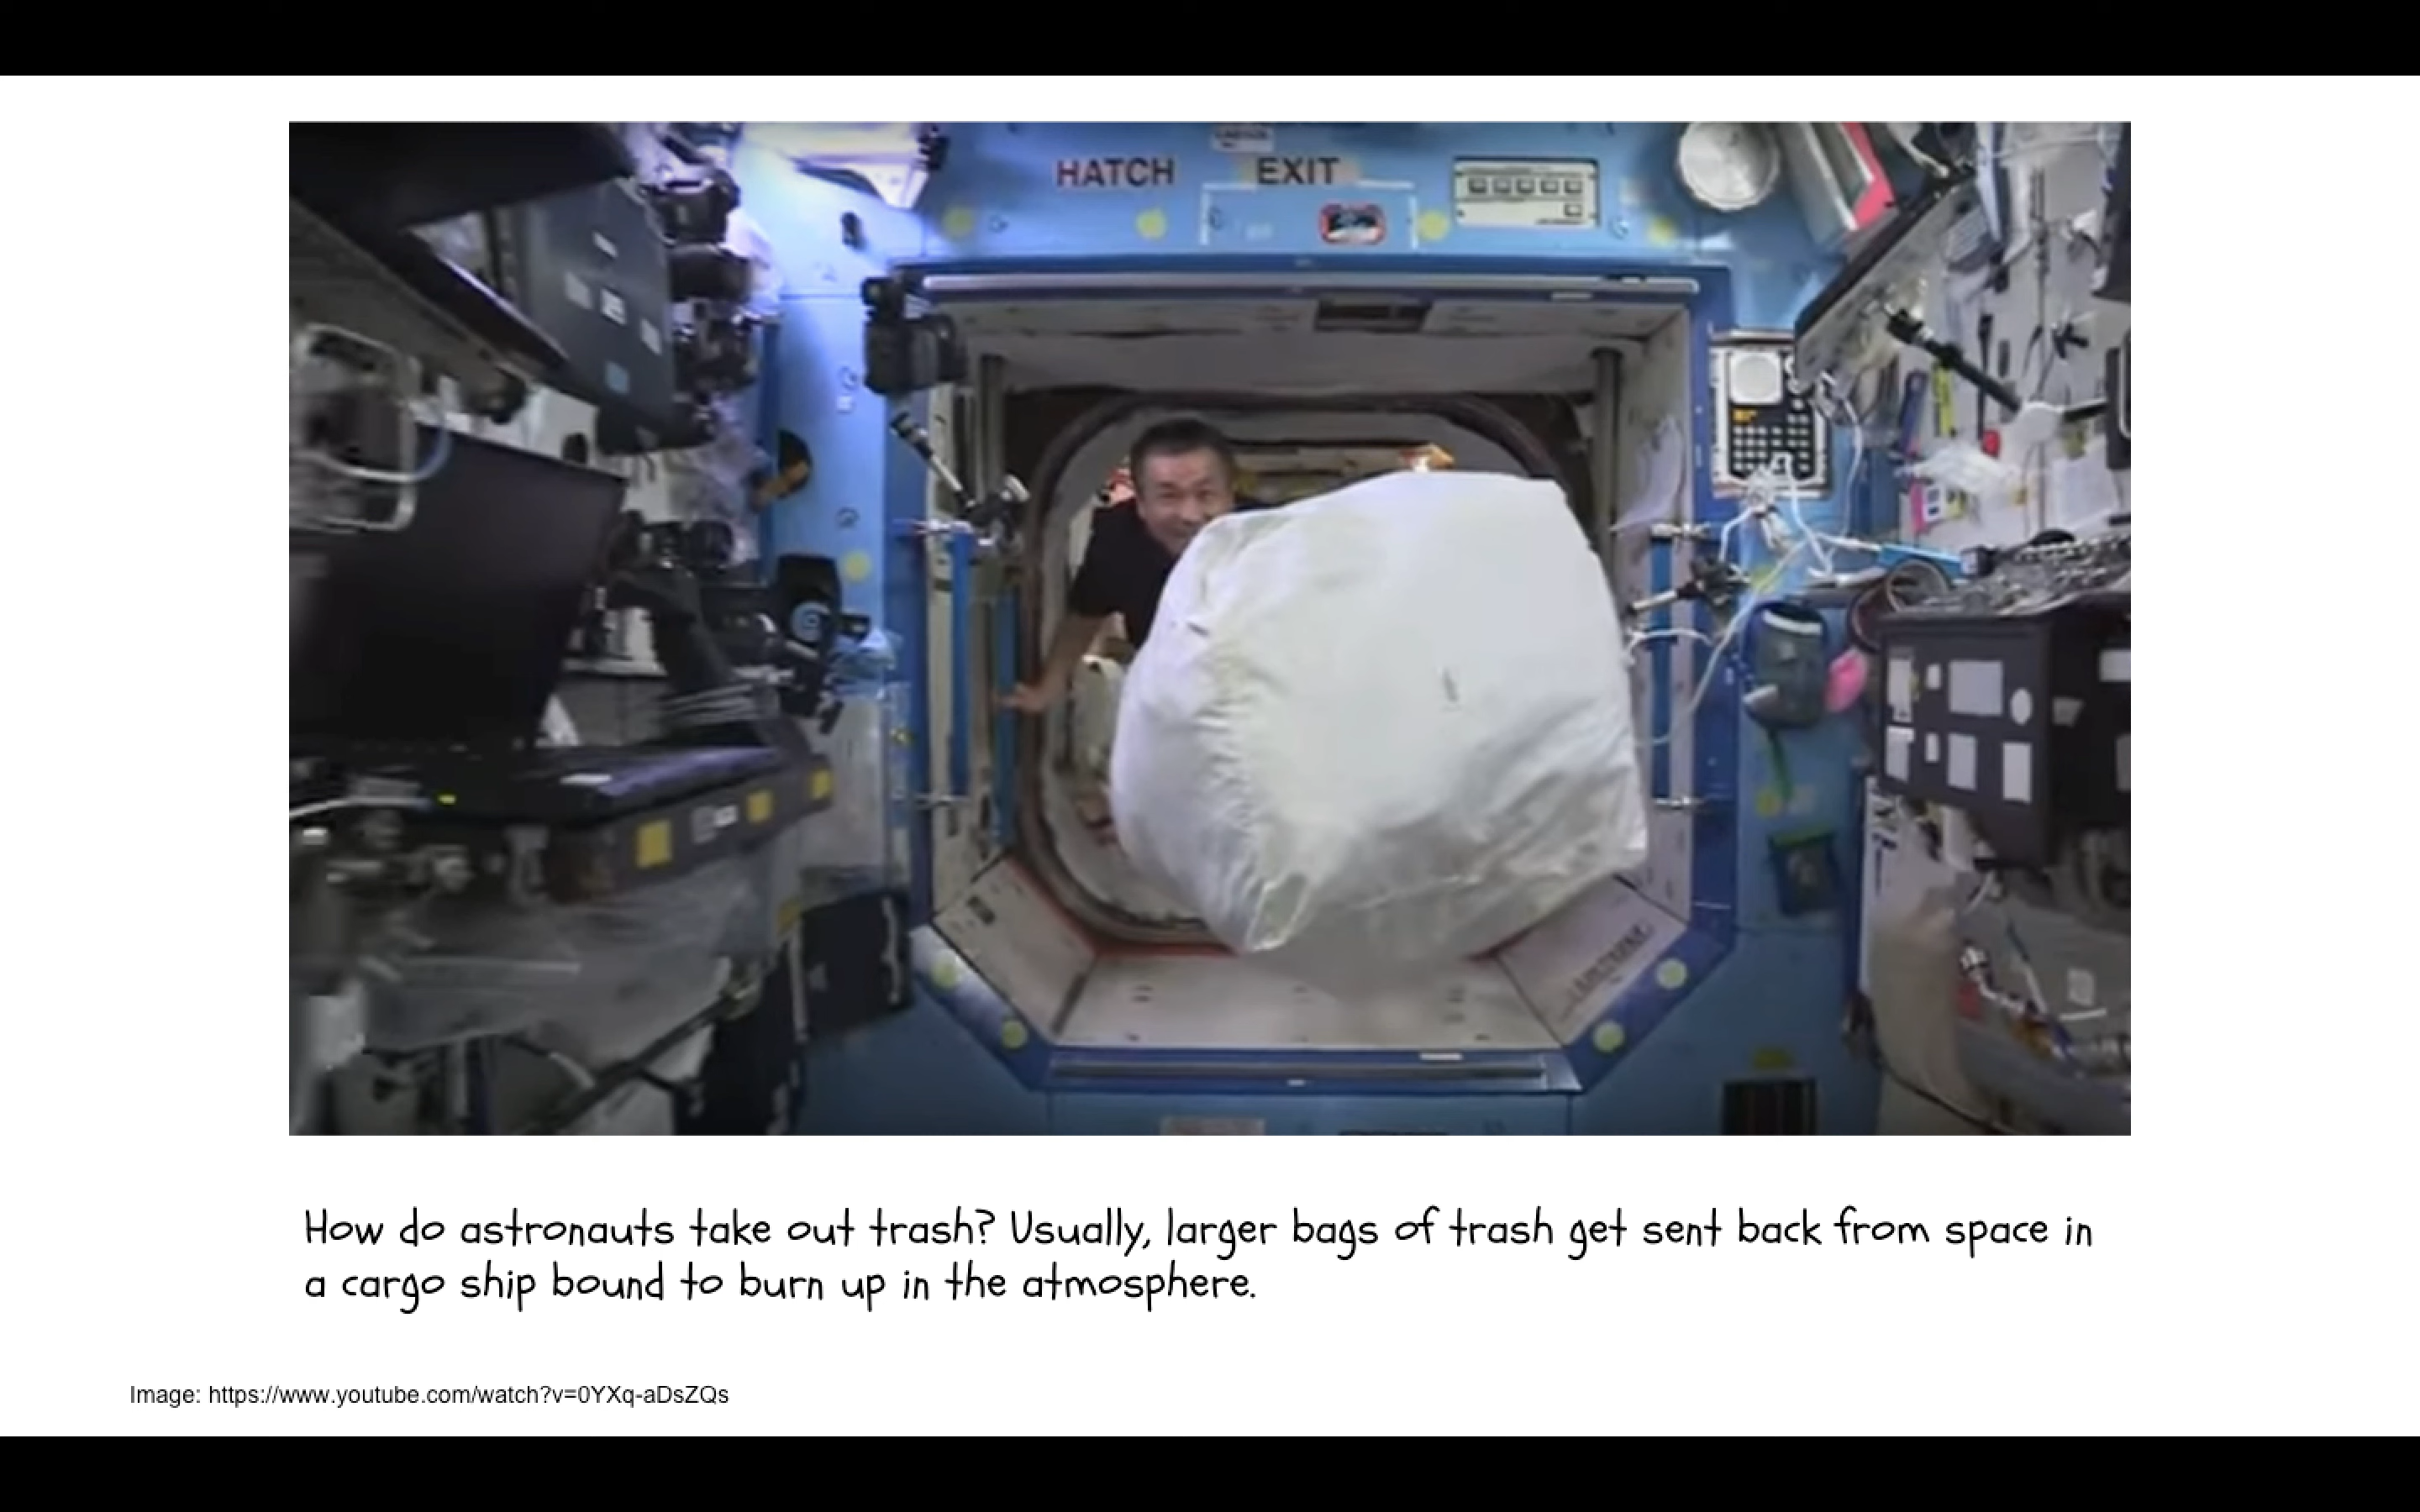 HATCH EXIT
How do astronauts take out trash? Usually, larger bags of trash get sent back from space in
a cargo ship bound to burn up in the atmosphere.
Image: https://www.youtube.com/watch?v=0YXq-aDsZQs